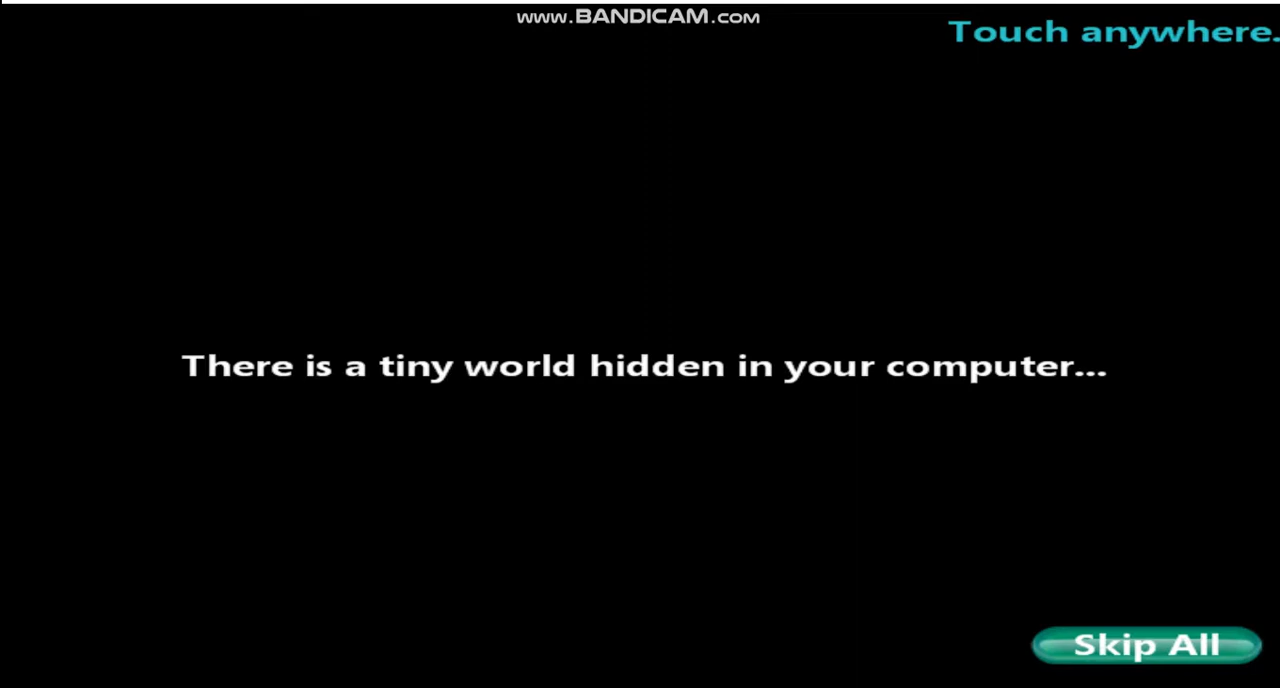 www.BANDICAM.COM
Touch anywhere.
There is a tiny world hidden in your computer...
Skip All